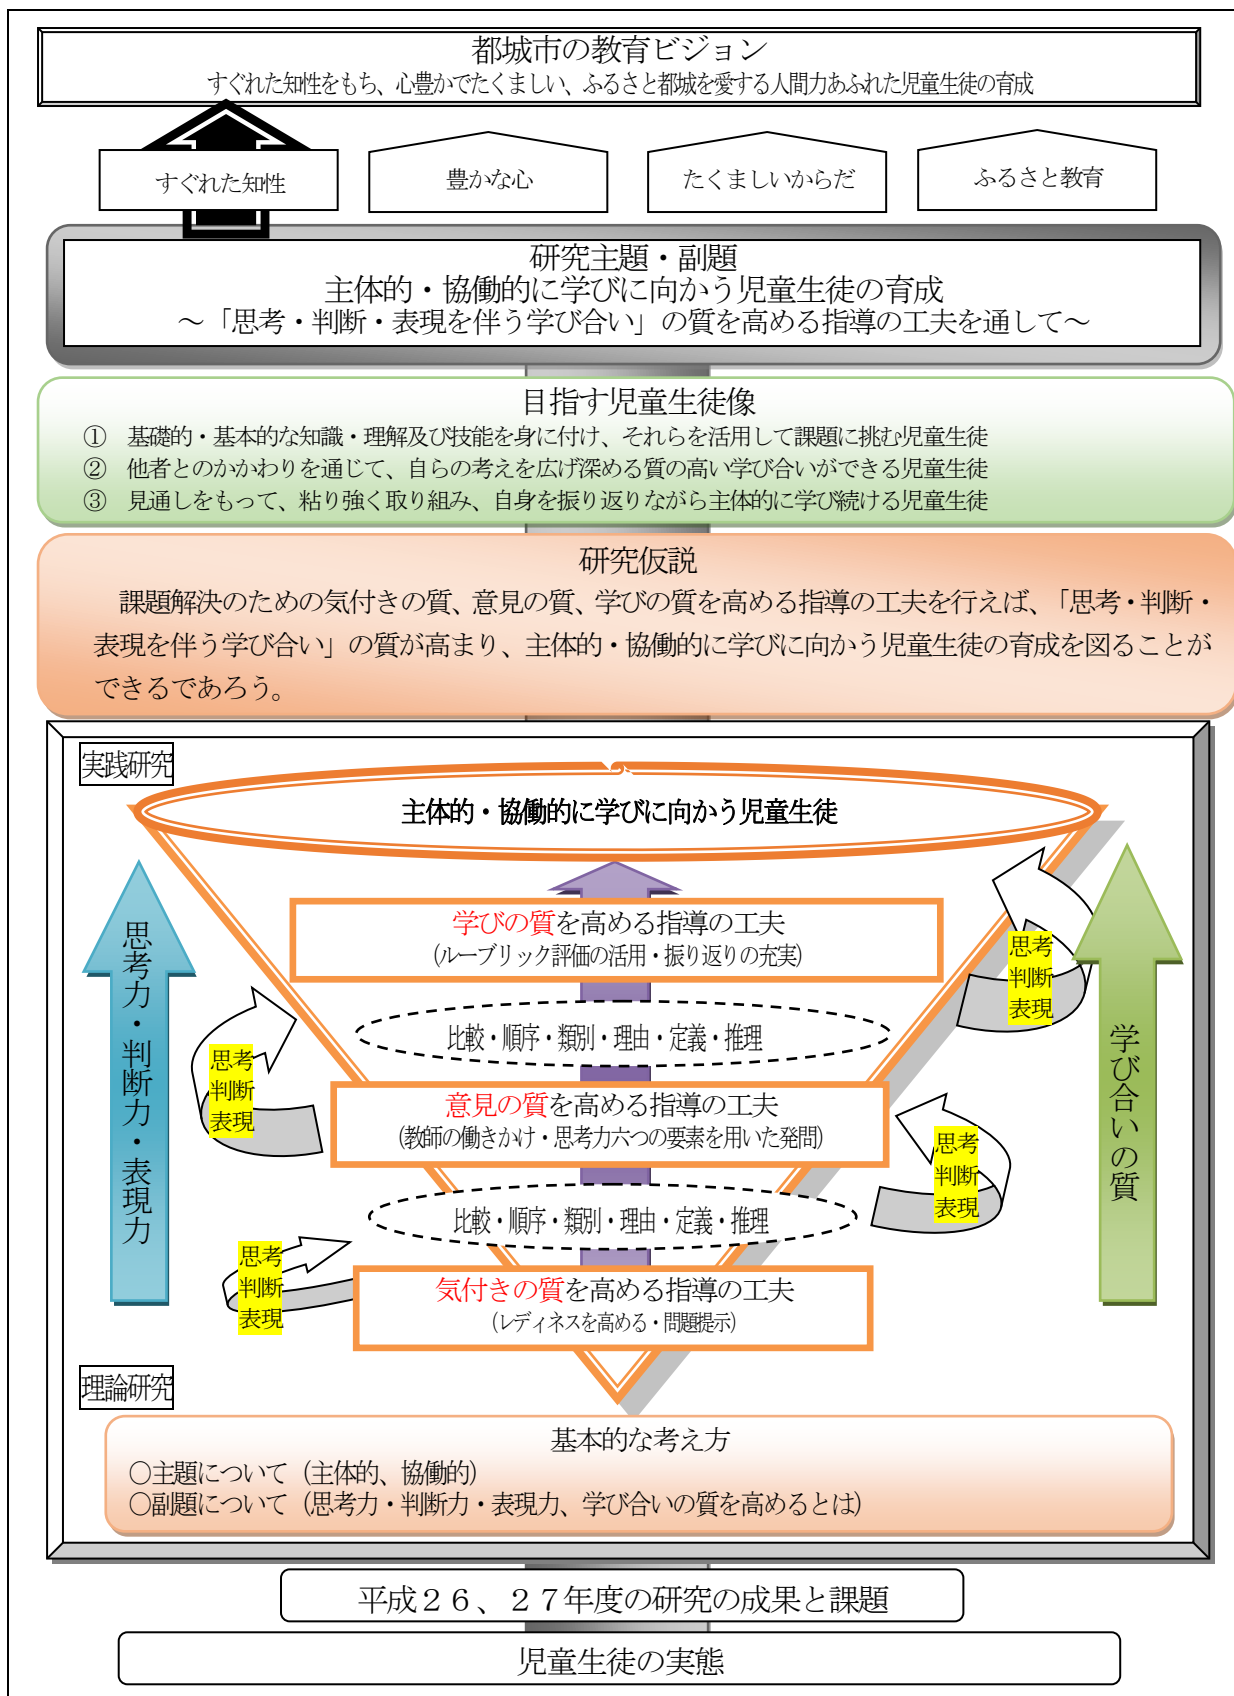 都城市の教育ビジョン
すぐれた知性をもち、心豊かでたくましい、ふるさと都城を愛する人間力あふれた児童生徒の育成
すぐれた知性
豊かな心
たくましいからだ
ふるさと教育
研究主題・副題
主体的・協働的に学びに向かう児童生徒の育成
～「思考・判断・表現を伴う学び合い」の質を高める指導の工夫を通して～
目指す児童生徒像
① 基礎的・基本的な知識・理解及び技能を身に付け、それらを活用して課題に挑む児童生徒
② 他者とのかかわりを通じて、自らの考えを広げ深める質の高い学び合いができる児童生徒
③ 見通しをもって、粘り強く取り組み、自身を振り返りながら主体的に学び続ける児童生徒
研究仮説
課題解決のための気付きの質、意見の質、学びの質を高める指導の工夫を行えば、「思考・判断・
表現を伴う学び合い」の質が高まり、主体的・協働的に学びに向かう児童生徒の育成を図ることが
できるであろう。
実践研究
主体的・協働的に学びに向かう児童生徒
思考力・判断力・表現力
学びの質を高める指導の工夫
(ルーブリック評価の活用・振り返りの充実)
思考
判断
表現
比較・順序・類別・理由・定義・推理
思考
判断
表現
学び合いの質
意見の質を高める指導の工夫
(教師の働きかけ・思考力六つの要素を用いた発問)
思考
判断
表現
比較・順序・類別・理由・定義・推理
思考
判断
表現
気付きの質を高める指導の工夫
(レディネスを高める・問題提示)
理論研究
基本的な考え方
○主題について（主体的、協働的）
○副題について（思考力・判断力・表現力、学び合いの質を高めるとは）
平成２６、２７年度の研究の成果と課題
児童生徒の実態